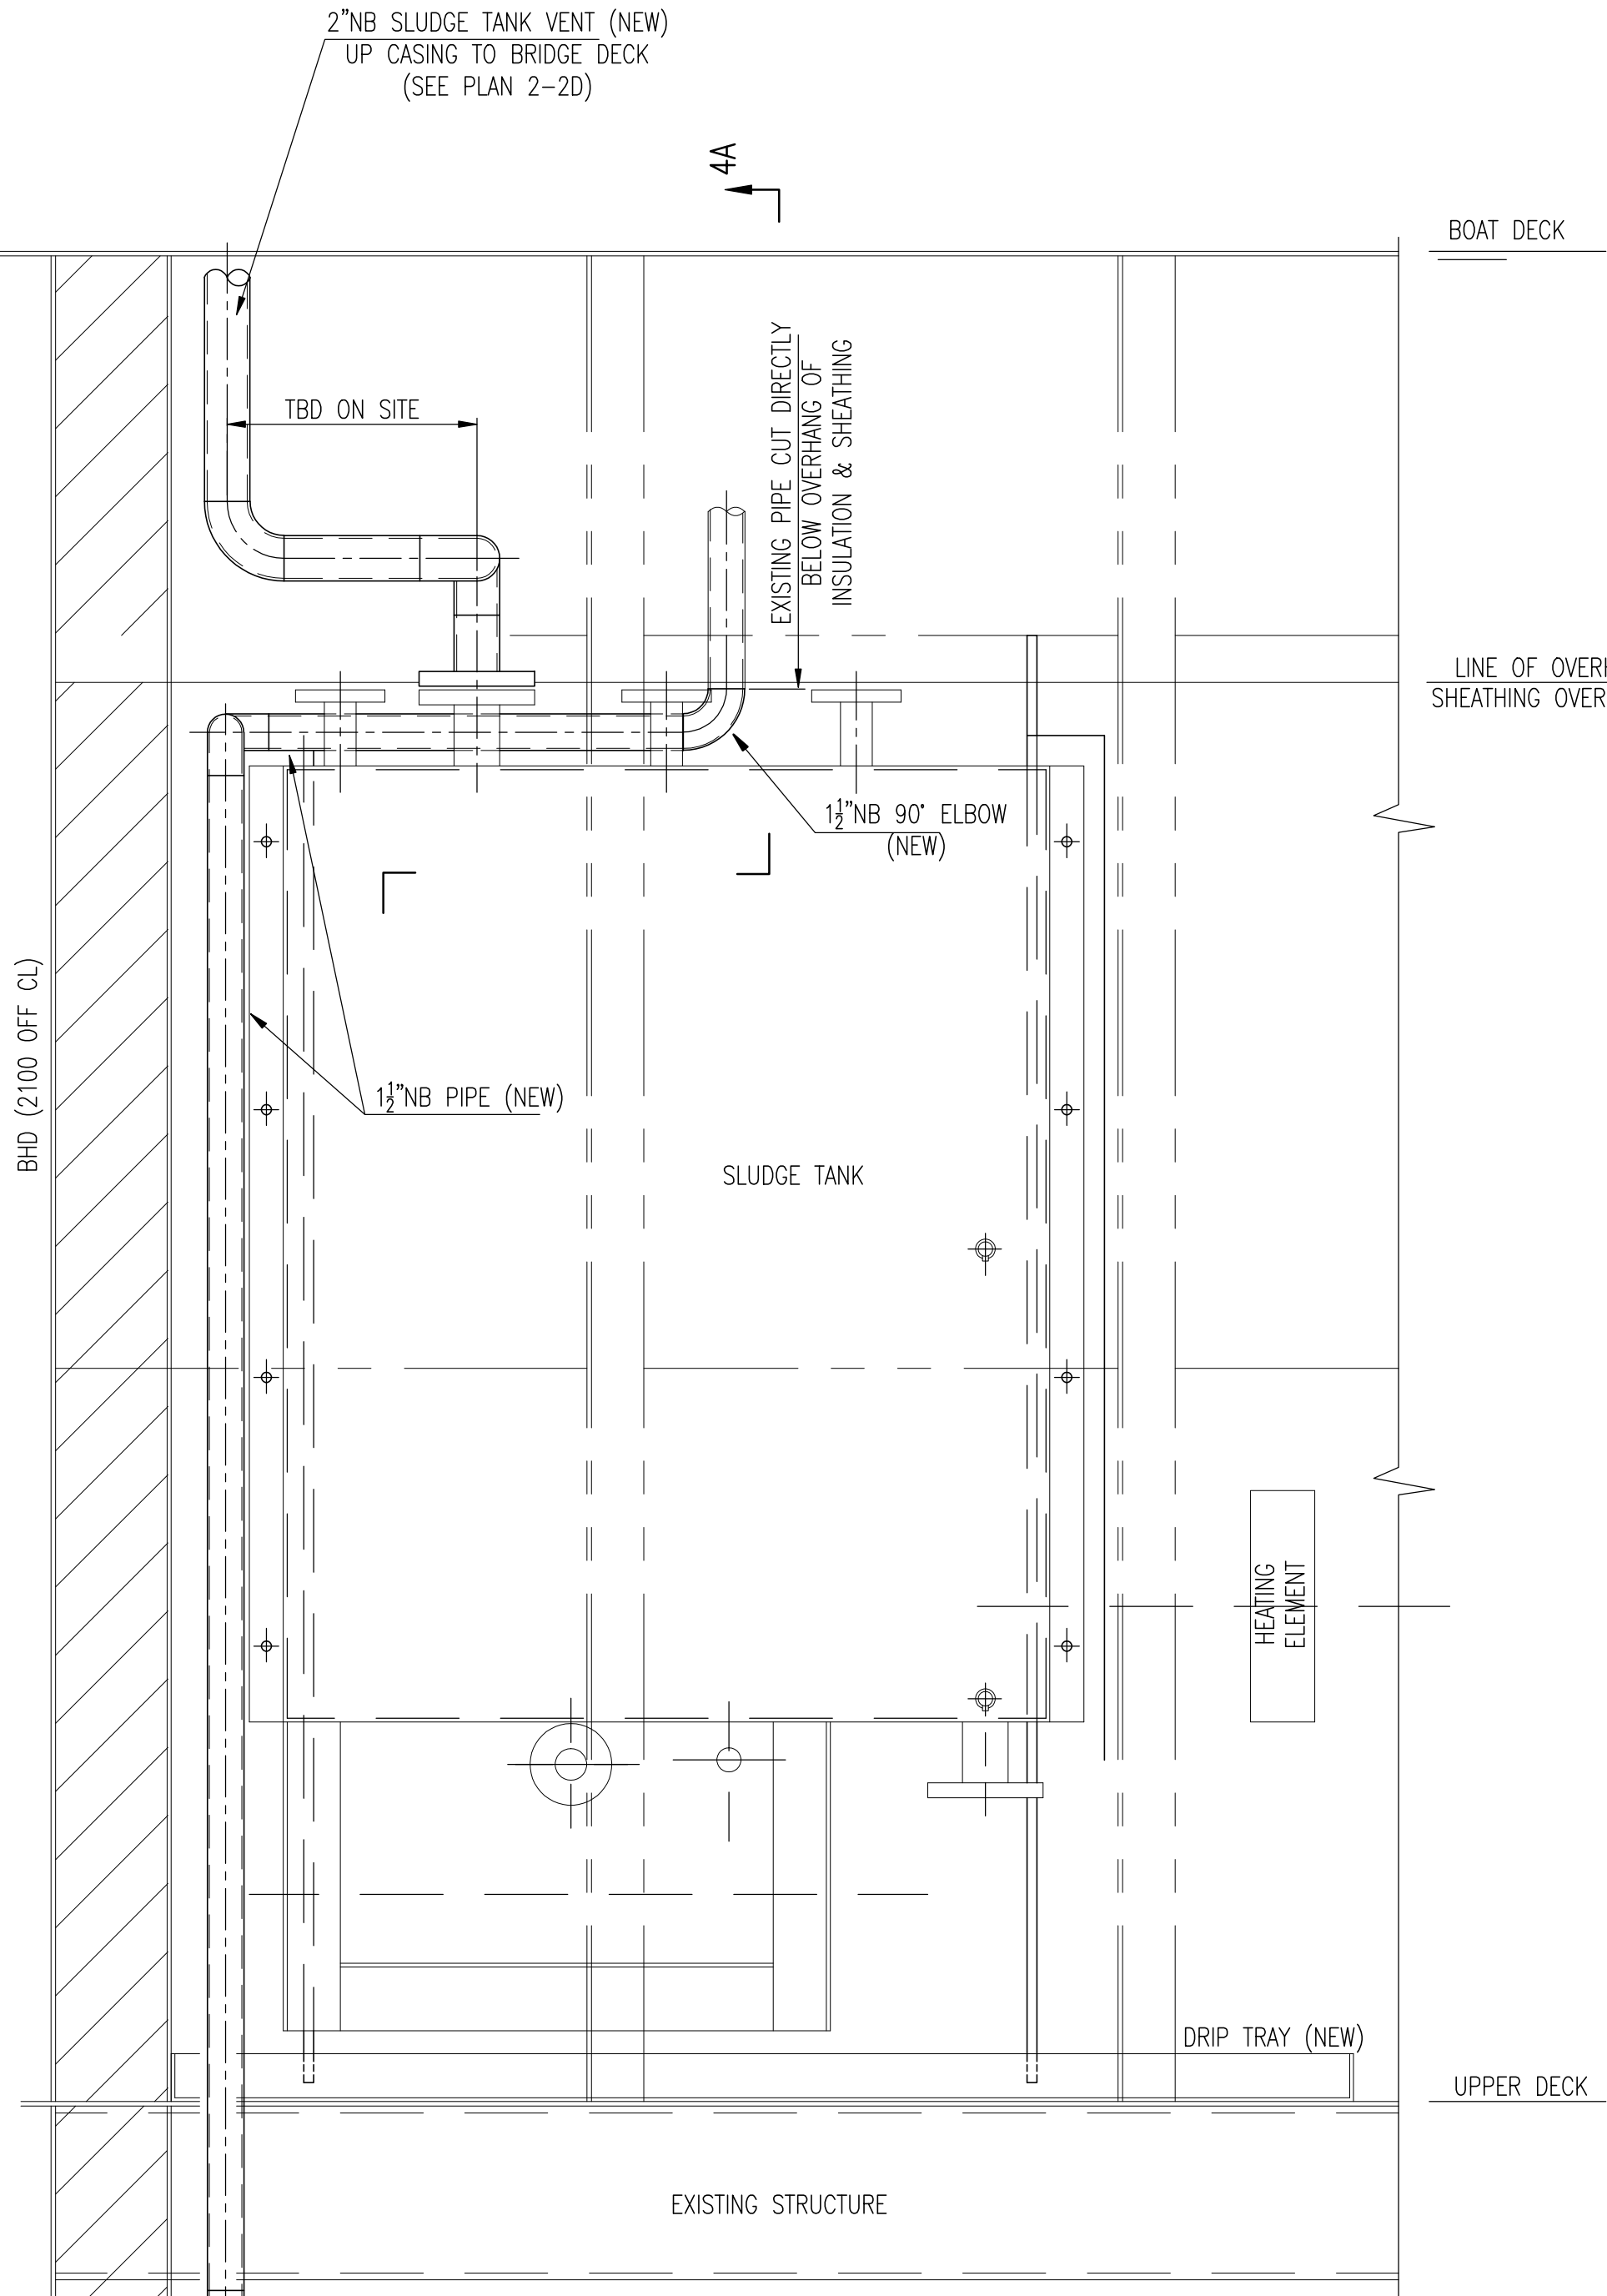 2"NB SLUDGE TANK VENT (NEW)
UP CASING TO BRIDGE DECK
(SEE PLAN 2-2D)
4A
BOAT DECK
TBD ON SITE
EXISTING PIPE CUT DIRECTLY
BELOW OVERHANG OF
INSULATION & SHEATHING
LINE OF
SHEATHING OVER
1½"NB 90° ELBOW
(NEW)
BHD (2100 OFF CL)
1½"NB PIPE (NEW)
SLUDGE TANK
HEATING
ELEMENT
DRIP TRAY (NEW)
UPPER DECK
EXISTING STRUCTURE